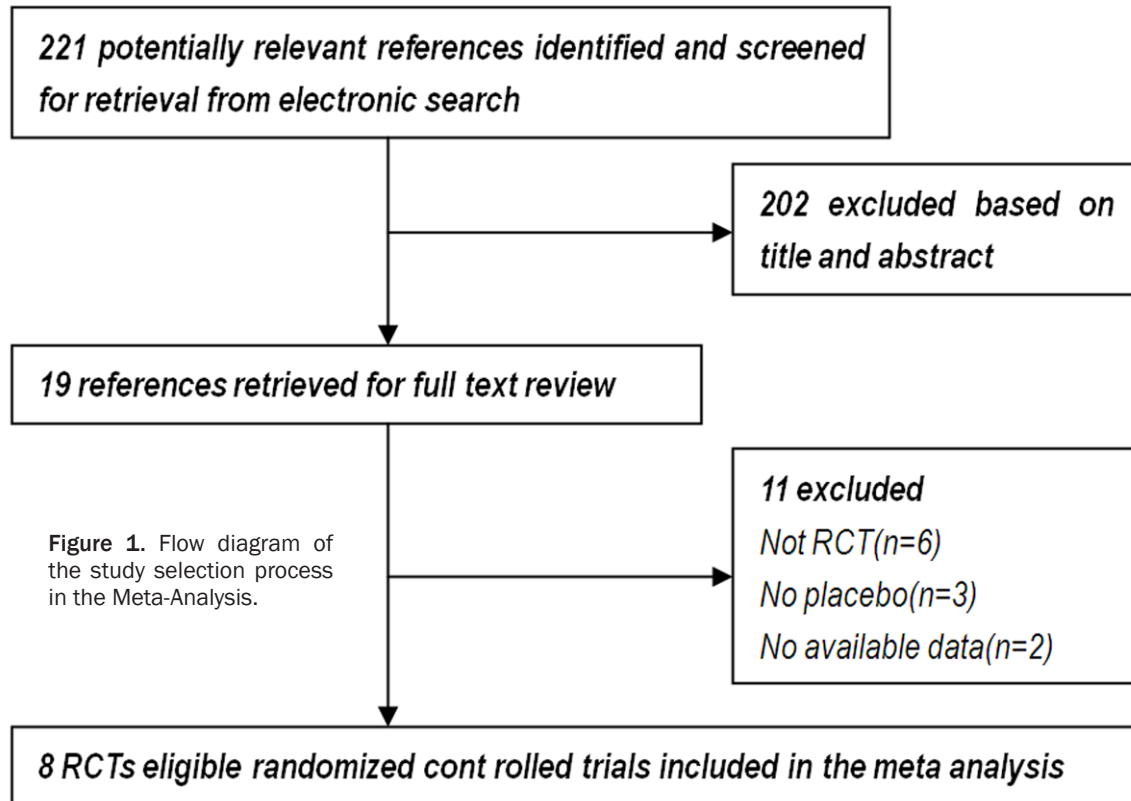 221 potentially relevant references identified and screened
for retrieval from electronic search
202 excluded based on
title and abstract
19 references retrieved for full text review
11 excluded
Not RCT(n=6)
No placebo(n=3)
No available data(n=2)
Figure 1. Flow diagram of
the study selection process
in the Meta-Analysis.
8 RCTs eligible randomized cont rolled trials included in the meta analysis